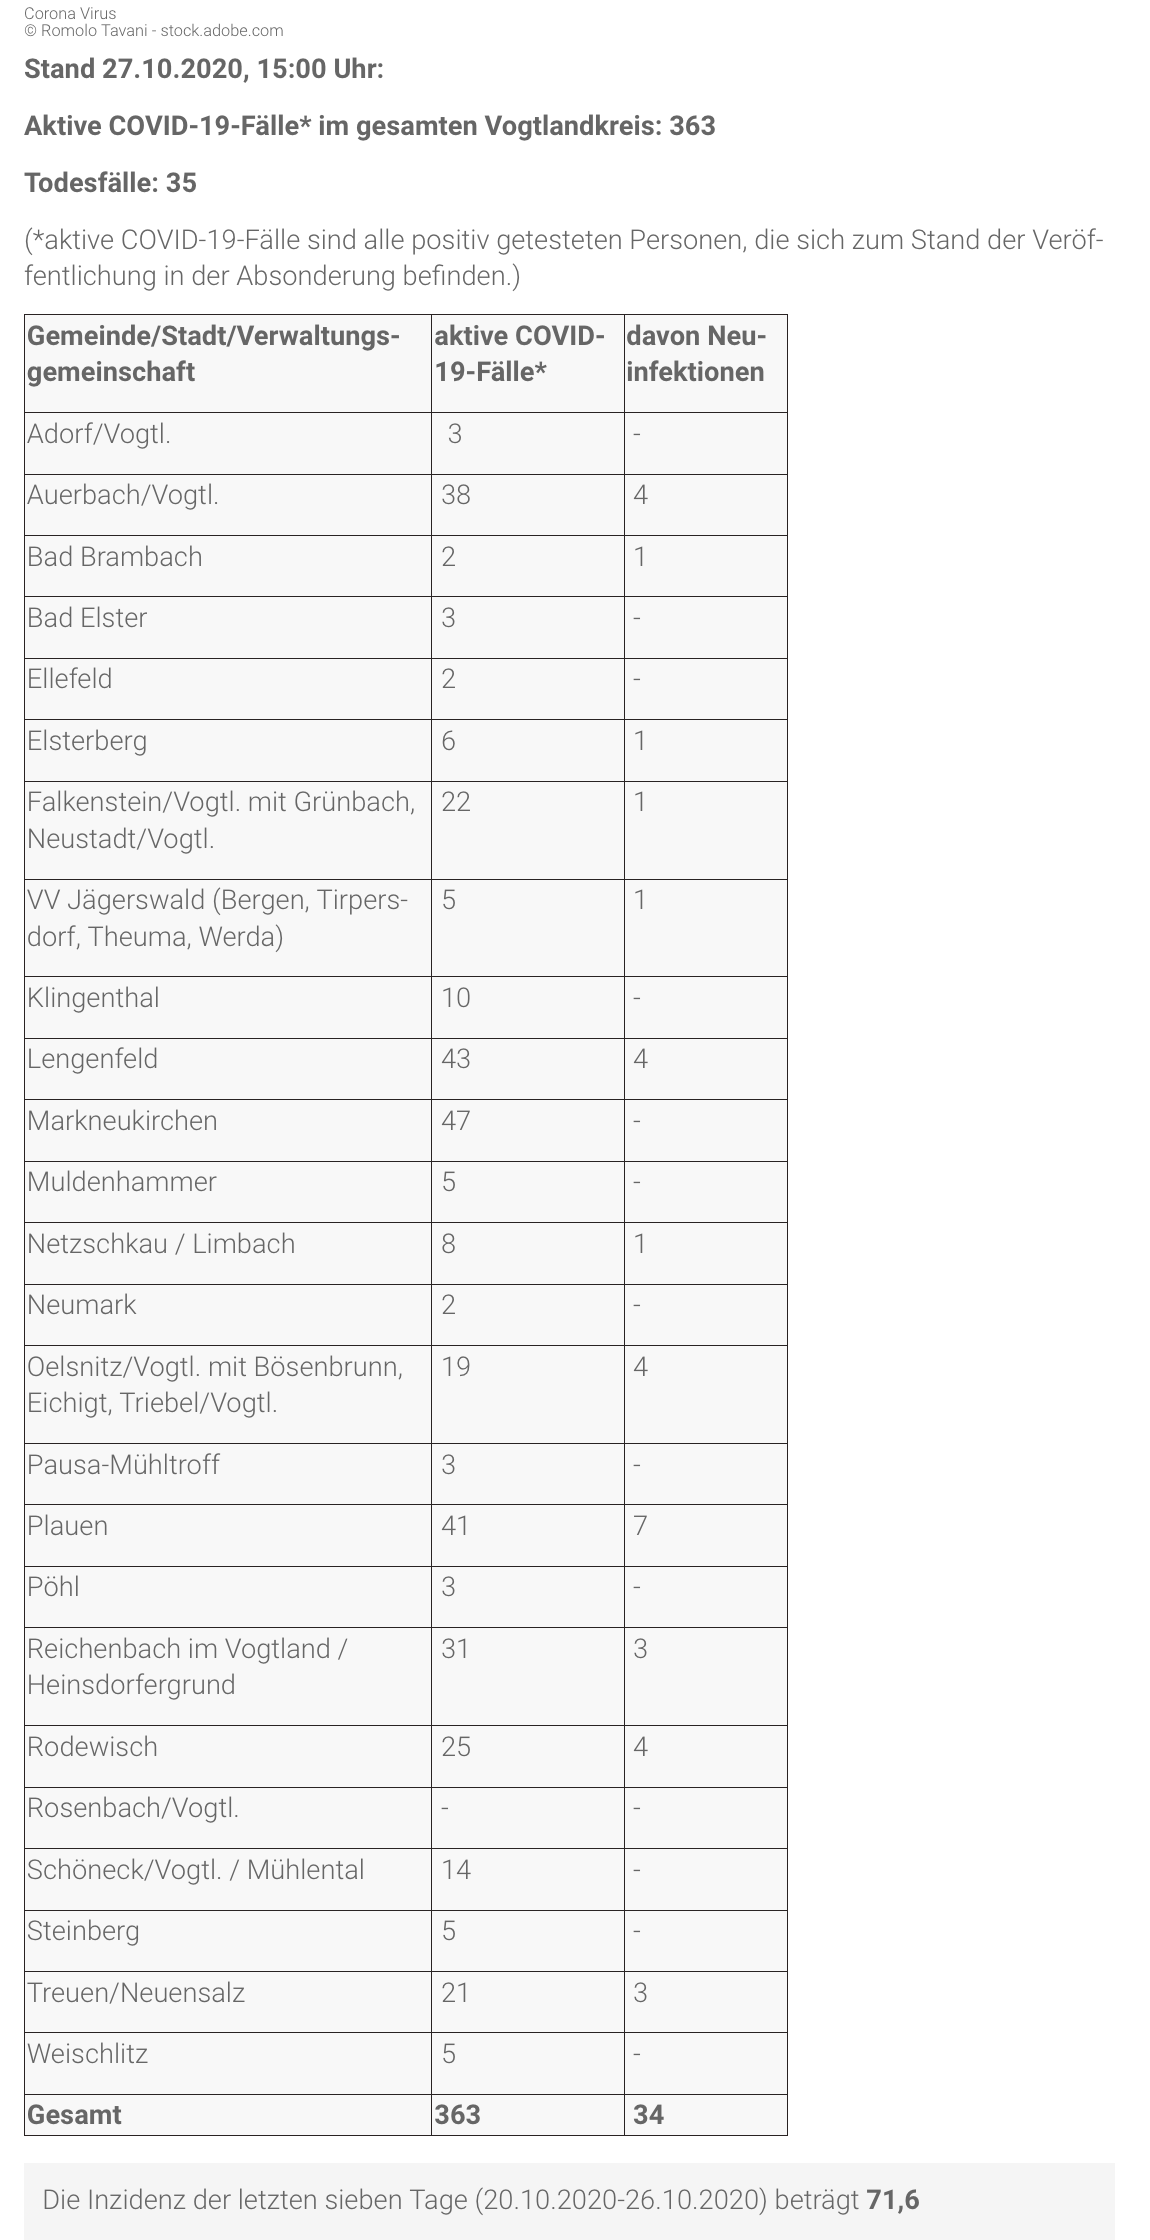 Corona Virus
© Romolo Tavani - stock.adobe.com
Stand 27.10.2020, 15:00 Uhr:
Aktive COVID-19-Fälle* im gesamten Vogtlandkreis: 363
Todesfälle: 35
(*aktive COVID-19-Fälle sind alle positiv getesteten Personen, die sich zum Stand der Veröf-
fentlichung in der Absonderung befinden.)
Gemeinde/Stadt/Verwaltungs- aktive COVID- davon Neu-
gemeinschaft 19-Fälle* infektionen
Adorf/Vogtl. 3 -
Auerbach/Vogtl. 38 4
Bad Brambach 2 1
Bad Elster 3 -
Ellefeld 2 -
Elsterberg 6 1
Falkenstein/Vogtl. mit Grünbach, 22 1
Neustadt/Vogtl.
VV Jägerswald (Bergen, Tirpers- 5 1
dorf, Theuma, Werda)
Klingenthal 10 -
Lengenfeld 43 4
Markneukirchen 47 -
Muldenhammer 5 -
Netzschkau / Limbach 8 1
Neumark 2 -
Oelsnitz/Vogtl. mit Bösenbrunn, 19 4
Eichigt, Triebel/Vogtl.
Pausa-Mühltroff 3 -
Plauen 41 7
Pöhl 3 -
Reichenbach im Vogtland / 31 3
Heinsdorfergrund
Rodewisch 25 4
Rosenbach/Vogtl. - -
Schöneck/Vogtl. / Mühlental 14 -
Steinberg 5 -
Treuen/Neuensalz 21 3
Weischlitz 5 -
Gesamt 363 34
Die Inzidenz der letzten sieben Tage (20.10.2020-26.10.2020) beträgt 71,6